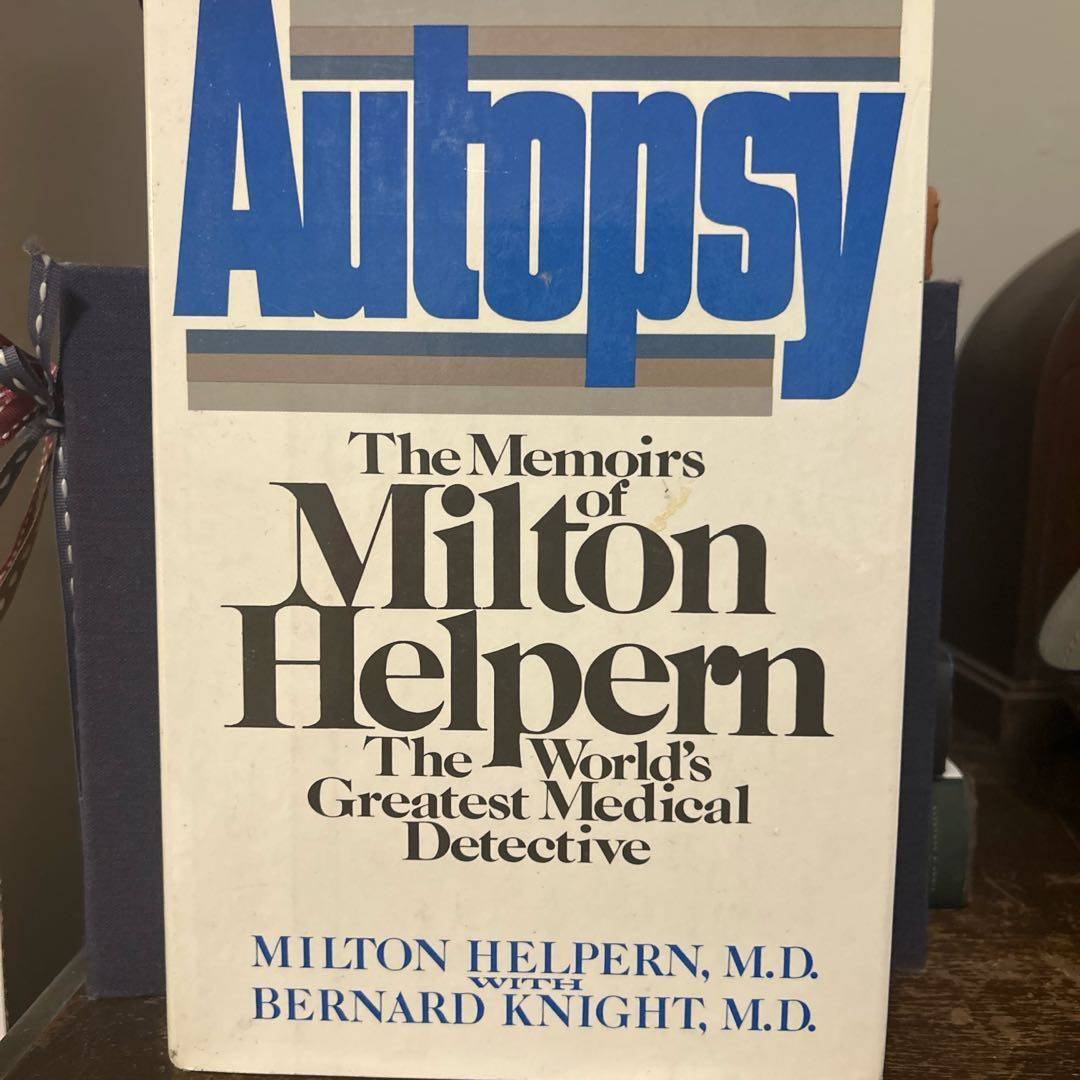 Autopsy
The Memoirs
of
Milton
Helpern
The World's
Greatest Medical
Detective
MILTON HELPERN, M.D.
WITH
BERNARD KNIGHT, M.D.